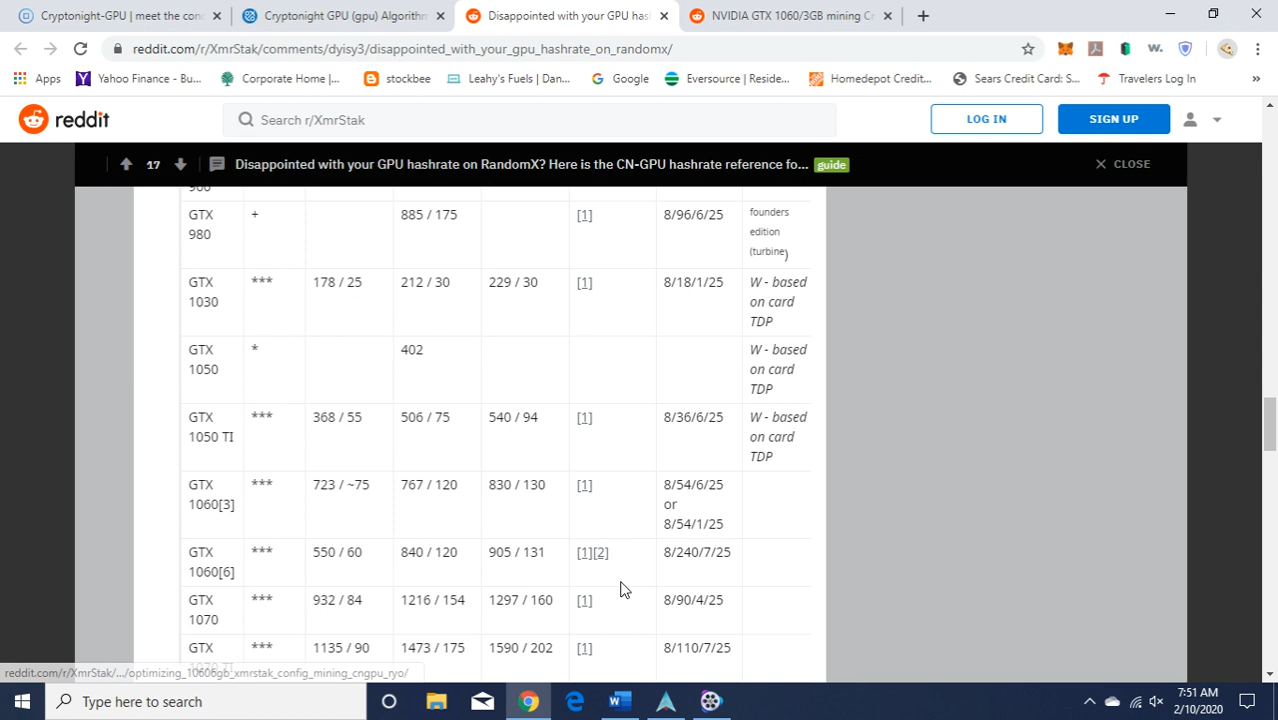 Cryptonight-GPU | meet the con
Cryptonight GPU (gpu) Algorithm
Disappointed with your GPU has
NVIDIA GTX 1060/3GB mining C
reddit.com/r/XmrStak/comments/dyisy3/disappointed_with_your_gpu_hashrate_on_randomx/
Apps
Yahoo Finance - Bu...
Corporate Home |...
stockbee
Leahy's Fuels | Dan...
Google
Eversource | Reside...
Homedepot Credit...
Sears Credit Card: S...
Travelers Log In
»
reddit
Search r/XmrStak
LOG IN
SIGN UP
17
Disappointed with your GPU hashrate on RandomX? Here is the CN-GPU hashrate reference fo...
guide
CLOSE
960
GTX 980 + 885 / 175 [1] 8/96/6/25 founders edition (turbine)
GTX 1030 *** 178 / 25 212 / 30 229 / 30 [1] 8/18/1/25 W - based on card TDP
GTX 1050 * 402 W - based on card TDP
GTX 1050 TI *** 368 / 55 506 / 75 540 / 94 [1] 8/36/6/25 W - based on card TDP
GTX 1060[3] *** 723 / ~75 767 / 120 830 / 130 [1] 8/54/6/25 or 8/54/1/25
GTX 1060[6] *** 550 / 60 840 / 120 905 / 131 [1][2] 8/240/7/25
GTX 1070 *** 932 / 84 1216 / 154 1297 / 160 [1] 8/90/4/25
GTX 1070 TI *** 1135 / 90 1473 / 175 1590 / 202 [1] 8/110/7/25
reddit.com/r/XmrStak/.../optimizing_10606gb_xmrstak_config_mining_cngpu_ryo/
Type here to search
7:51 AM
2/10/2020